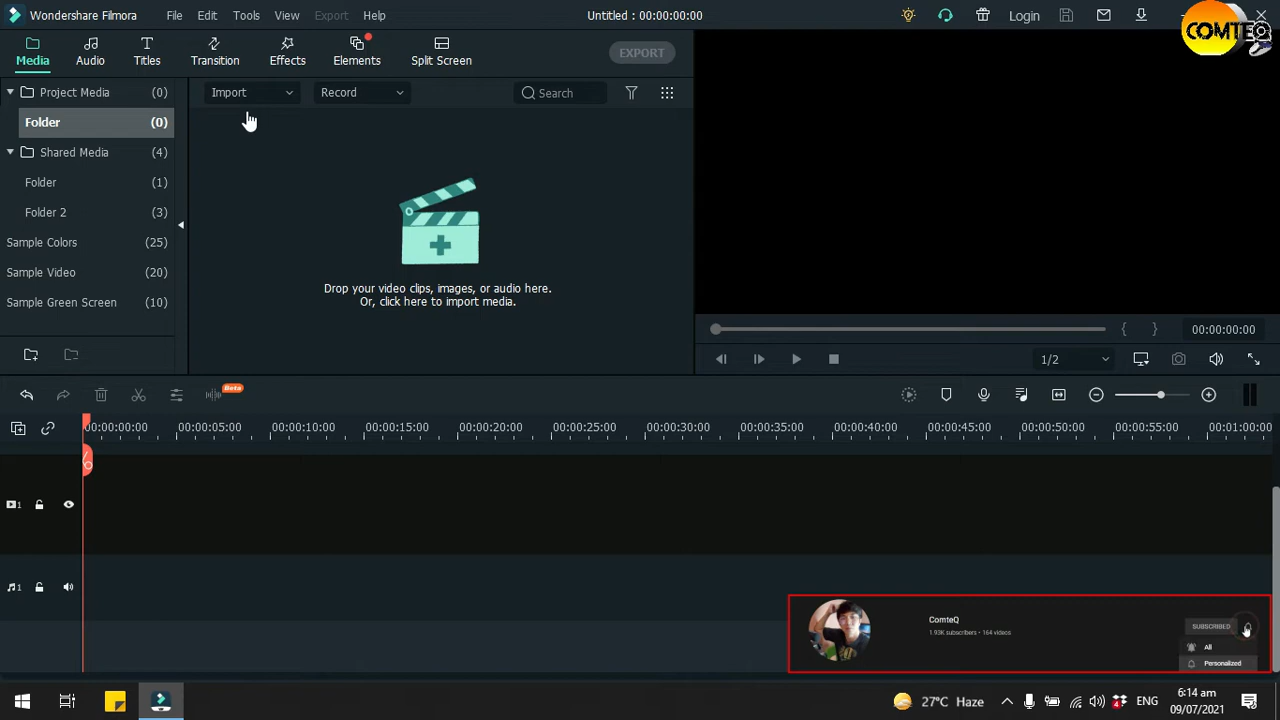 Wondershare Filmora File Edit Tools View Export Help Untitled : 00:00:00:00 Login
COMTEQ
Media Audio Titles Transition Effects Elements Split Screen EXPORT
Project Media (0)
Folder (0)
Shared Media (4)
Folder (1)
Folder 2 (3)
Sample Colors (25)
Sample Video (20)
Sample Green Screen (10)
Import Record Search
Drop your video clips, images, or audio here.
Or, click here to import media.
00:00:00:00
1/2
Beta
00:00:00:00 00:00:05:00 00:00:10:00 00:00:15:00 00:00:20:00 00:00:25:00 00:00:30:00 00:00:35:00 00:00:40:00 00:00:45:00 00:00:50:00 00:00:55:00 00:01:00:00
1
1
ComteQ
1.93K subscribers • 164 videos
SUBSCRIBED
All
Personalized
27°C Haze
4
ENG
6:14 am
09/07/2021